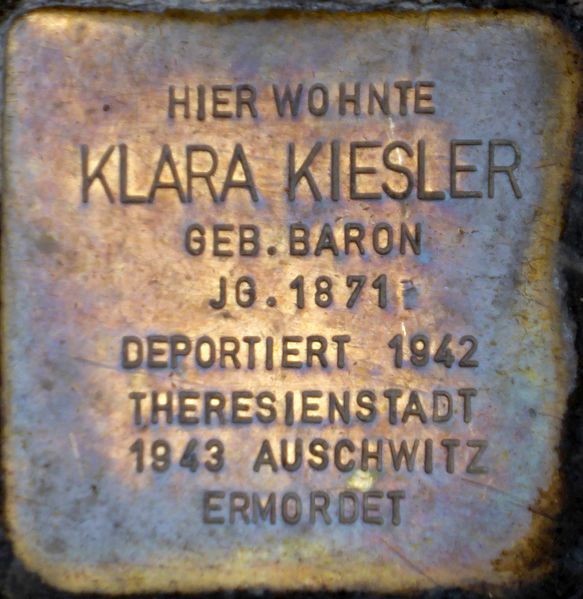 HIER WOHNTE
KLARA KIESLER
GEB. BARON
JG. 1871
DEPORTIERT 1942
THERESIENSTADT
1943 AUSCHWITZ
ERMORDET